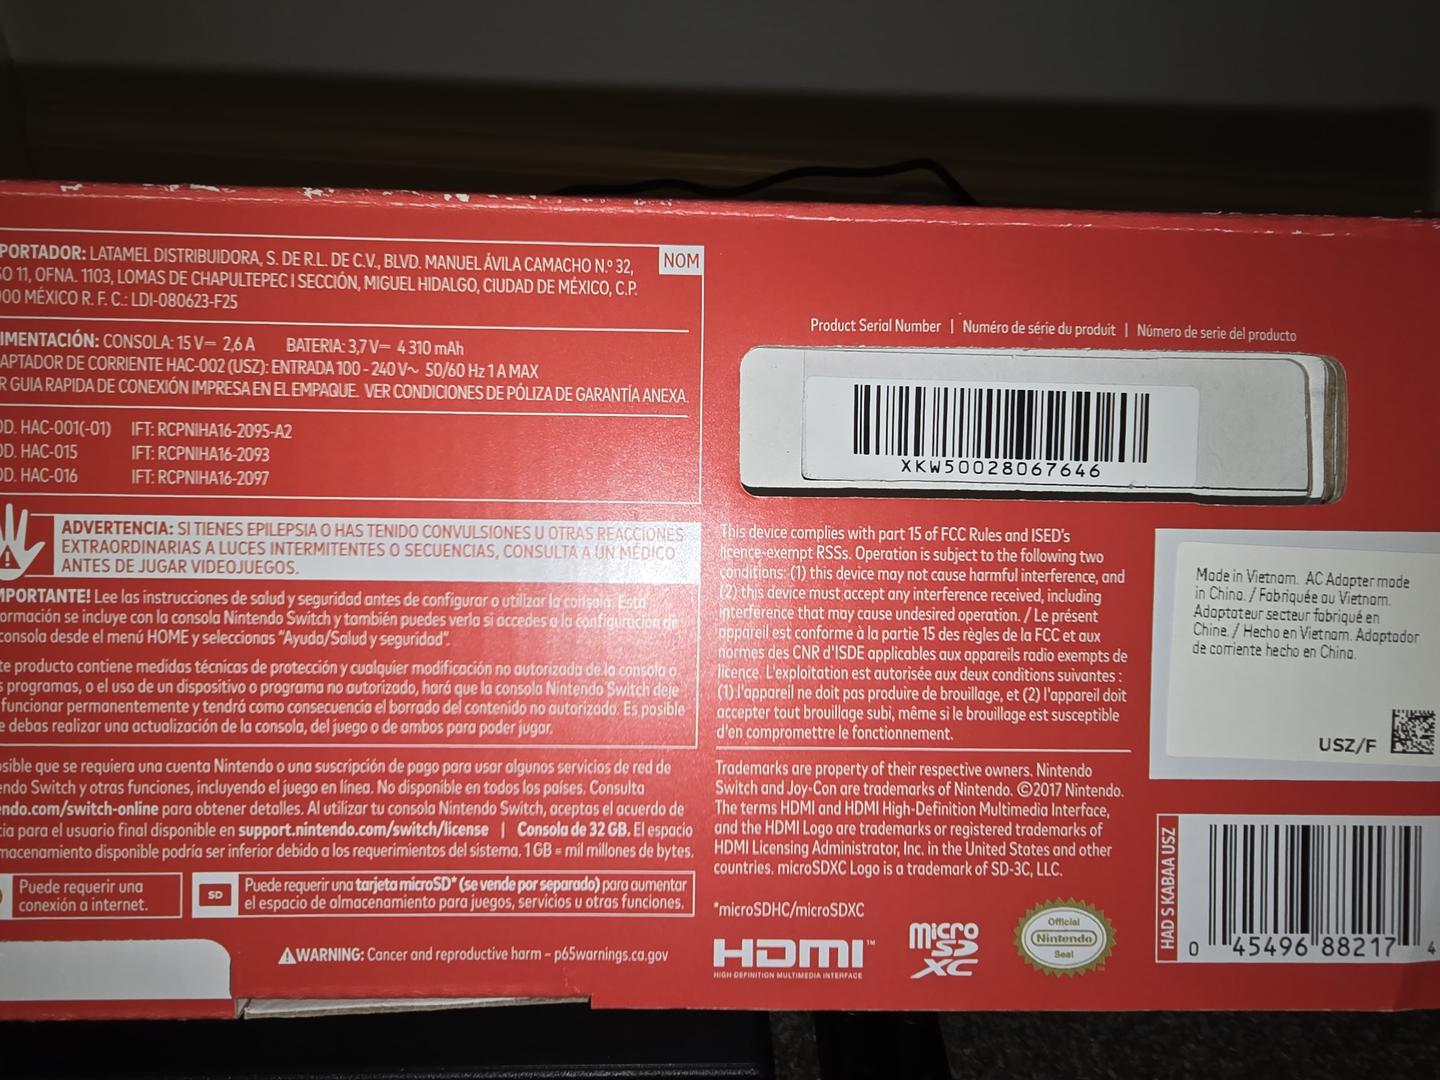 PORTADOR: LATAMEL DISTRIBUIDORA, S. DE R.L. DE C.V., BLVD. MANUEL ÁVILA CAMACHO N.º 32,
SO 11, OFNA. 1103, LOMAS DE CHAPULTEPEC I SECCIÓN, MIGUEL HIDALGO, CIUDAD DE MÉXICO, C.P.
000 MÉXICO R. F. C.: LDI-080623-F25
NOM
IMENTACIÓN: CONSOLA: 15 V⎓ 2,6 A BATERIA: 3,7 V⎓ 4 310 mAh
APTADOR DE CORRIENTE HAC-002 (USZ): ENTRADA 100 - 240 V~ 50/60 Hz 1 A MAX
R GUIA RAPIDA DE CONEXIÓN IMPRESA EN EL EMPAQUE. VER CONDICIONES DE PÓLIZA DE GARANTÍA ANEXA.
OD. HAC-001(-01) IFT: RCPNIHA16-2095-A2
OD. HAC-015 IFT: RCPNIHA16-2093
OD. HAC-016 IFT: RCPNIHA16-2097
ADVERTENCIA: SI TIENES EPILEPSIA O HAS TENIDO CONVULSIONES U OTRAS REACCIONES
EXTRAORDINARIAS A LUCES INTERMITENTES O SECUENCIAS, CONSULTA A UN MÉDICO
ANTES DE JUGAR VIDEOJUEGOS.
MPORTANTE! Lee las instrucciones de salud y seguridad antes de configurar o utilizar la consola. Esta
ormación se incluye con la consola Nintendo Switch y también puedes verla si accedes a la configuración de
consola desde el menú HOME y seleccionas "Ayuda/Salud y seguridad".
te producto contiene medidas técnicas de protección y cualquier modificación no autorizada de la consola o
s programas, o el uso de un dispositivo o programa no autorizado, hará que la consola Nintendo Switch deje
funcionar permanentemente y tendrá como consecuencia el borrado del contenido no autorizado. Es posible
e debas realizar una actualización de la consola, del juego o de ambos para poder jugar.
sible que se requiera una cuenta Nintendo o una suscripción de pago para usar algunos servicios de red de
endo Switch y otras funciones, incluyendo el juego en línea. No disponible en todos los países. Consulta
endo.com/switch-online para obtener detalles. Al utilizar tu consola Nintendo Switch, aceptas el acuerdo de
cia para el usuario final disponible en support.nintendo.com/switch/license | Consola de 32 GB. El espacio
macenamiento disponible podría ser inferior debido a los requerimientos del sistema. 1 GB = mil millones de bytes.
Puede requerir una
conexión a internet.
SD
Puede requerir una tarjeta microSD* (se vende por separado) para aumentar
el espacio de almacenamiento para juegos, servicios u otras funciones.
WARNING: Cancer and reproductive harm – p65warnings.ca.gov
Product Serial Number | Numéro de série du produit | Número de serie del producto
XKW50028067646
This device complies with part 15 of FCC Rules and ISED's
licence-exempt RSSs. Operation is subject to the following two
conditions: (1) this device may not cause harmful interference, and
(2) this device must accept any interference received, including
interference that may cause undesired operation. / Le présent
appareil est conforme à la partie 15 des règles de la FCC et aux
normes des CNR d'ISDE applicables aux appareils radio exempts de
licence. L'exploitation est autorisée aux deux conditions suivantes :
(1) l'appareil ne doit pas produire de brouillage, et (2) l'appareil doit
accepter tout brouillage subi, même si le brouillage est susceptible
d'en compromettre le fonctionnement.
Trademarks are property of their respective owners. Nintendo
Switch and Joy-Con are trademarks of Nintendo. ©2017 Nintendo.
The terms HDMI and HDMI High-Definition Multimedia Interface,
and the HDMI Logo are trademarks or registered trademarks of
HDMI Licensing Administrator, Inc. in the United States and other
countries. microSDXC Logo is a trademark of SD-3C, LLC.
*microSDHC/microSDXC
HDMI™
HIGH DEFINITION MULTIMEDIA INTERFACE
micro
SD
XC
Official
Nintendo
Seal
Made in Vietnam. AC Adapter made
in China. / Fabriquée au Vietnam.
Adaptateur secteur fabriqué en
Chine. / Hecho en Vietnam. Adaptador
de corriente hecho en China.
USZ/F
HAD S KABAA USZ
0 45496 88217 4